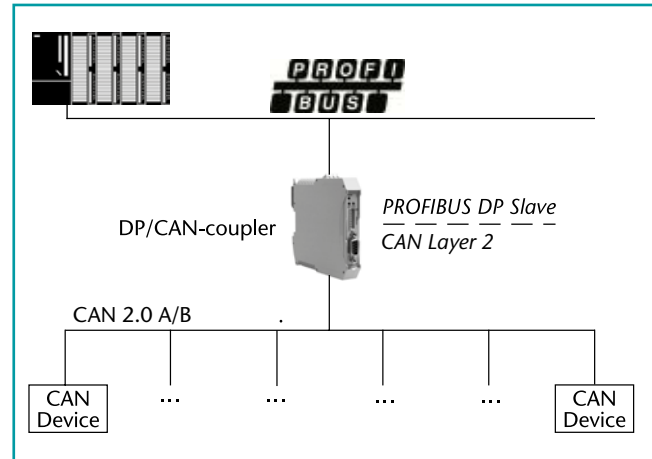 PROFI
BUS
DP/CAN-coupler
PROFIBUS DP Slave
CAN Layer 2
CAN 2.0 A/B .
CAN
Device
... ... ... ...
CAN
Device